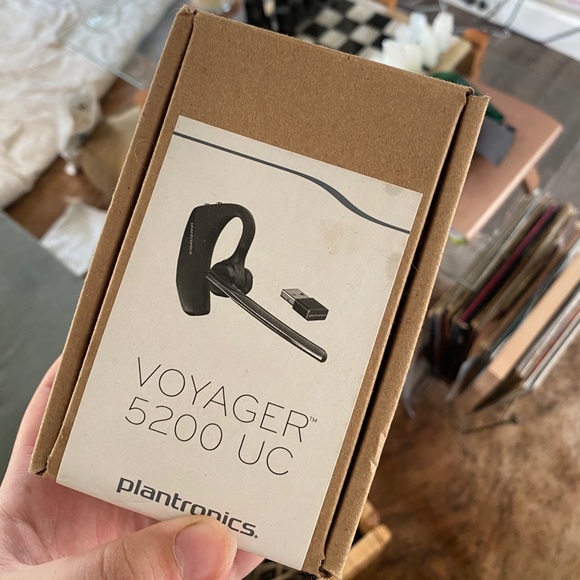 VOYAGER™
5200 UC
plantronics.